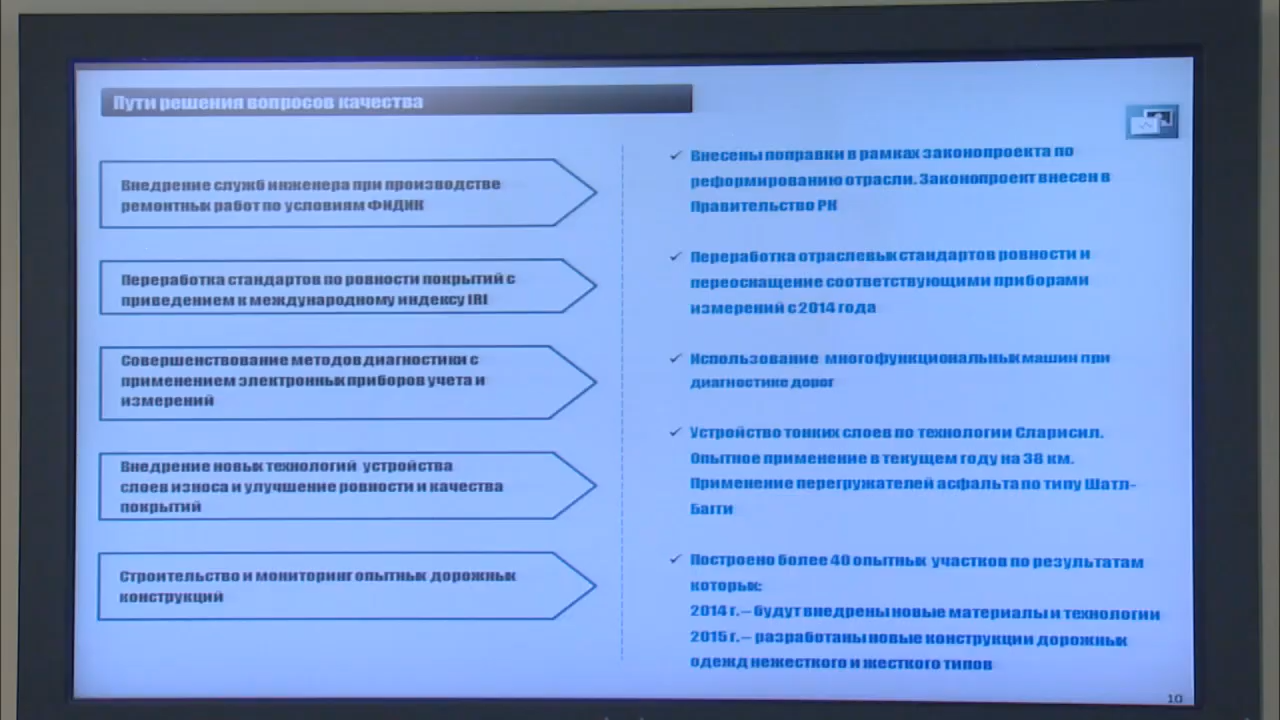 Пути решения вопросов качества
Внедрение служб инженера при производстве
ремонтных работ по условиям ФИДИК
Внесены поправки в рамках законопроекта по
реформированию отрасли. Законопроект внесен в
Правительство РК
Переработка стандартов по ровности покрытий с
приведением к международному индексу IRI
Переработка отраслевых стандартов ровности и
переоснащение соответствующими приборами
измерений с 2014 года
Совершенствование методов диагностики с
применением электронных приборов учета и
измерений
Использование многофункциональных машин при
диагностике дорог
Внедрение новых технологий устройства
слоев износа и улучшение ровности и качества
покрытий
Устройство тонких слоев по технологии Сларисил.
Опытное применение в текущем году на 38 км.
Применение перегружателей асфальта по типу Шатл-
Багги
Строительство и мониторинг опытных дорожных
конструкций
Построено более 40 опытных участков по результатам
которых:
2014 г. – будут внедрены новые материалы и технологии
2015 г. – разработаны новые конструкции дорожных
одежд нежесткого и жесткого типов
10